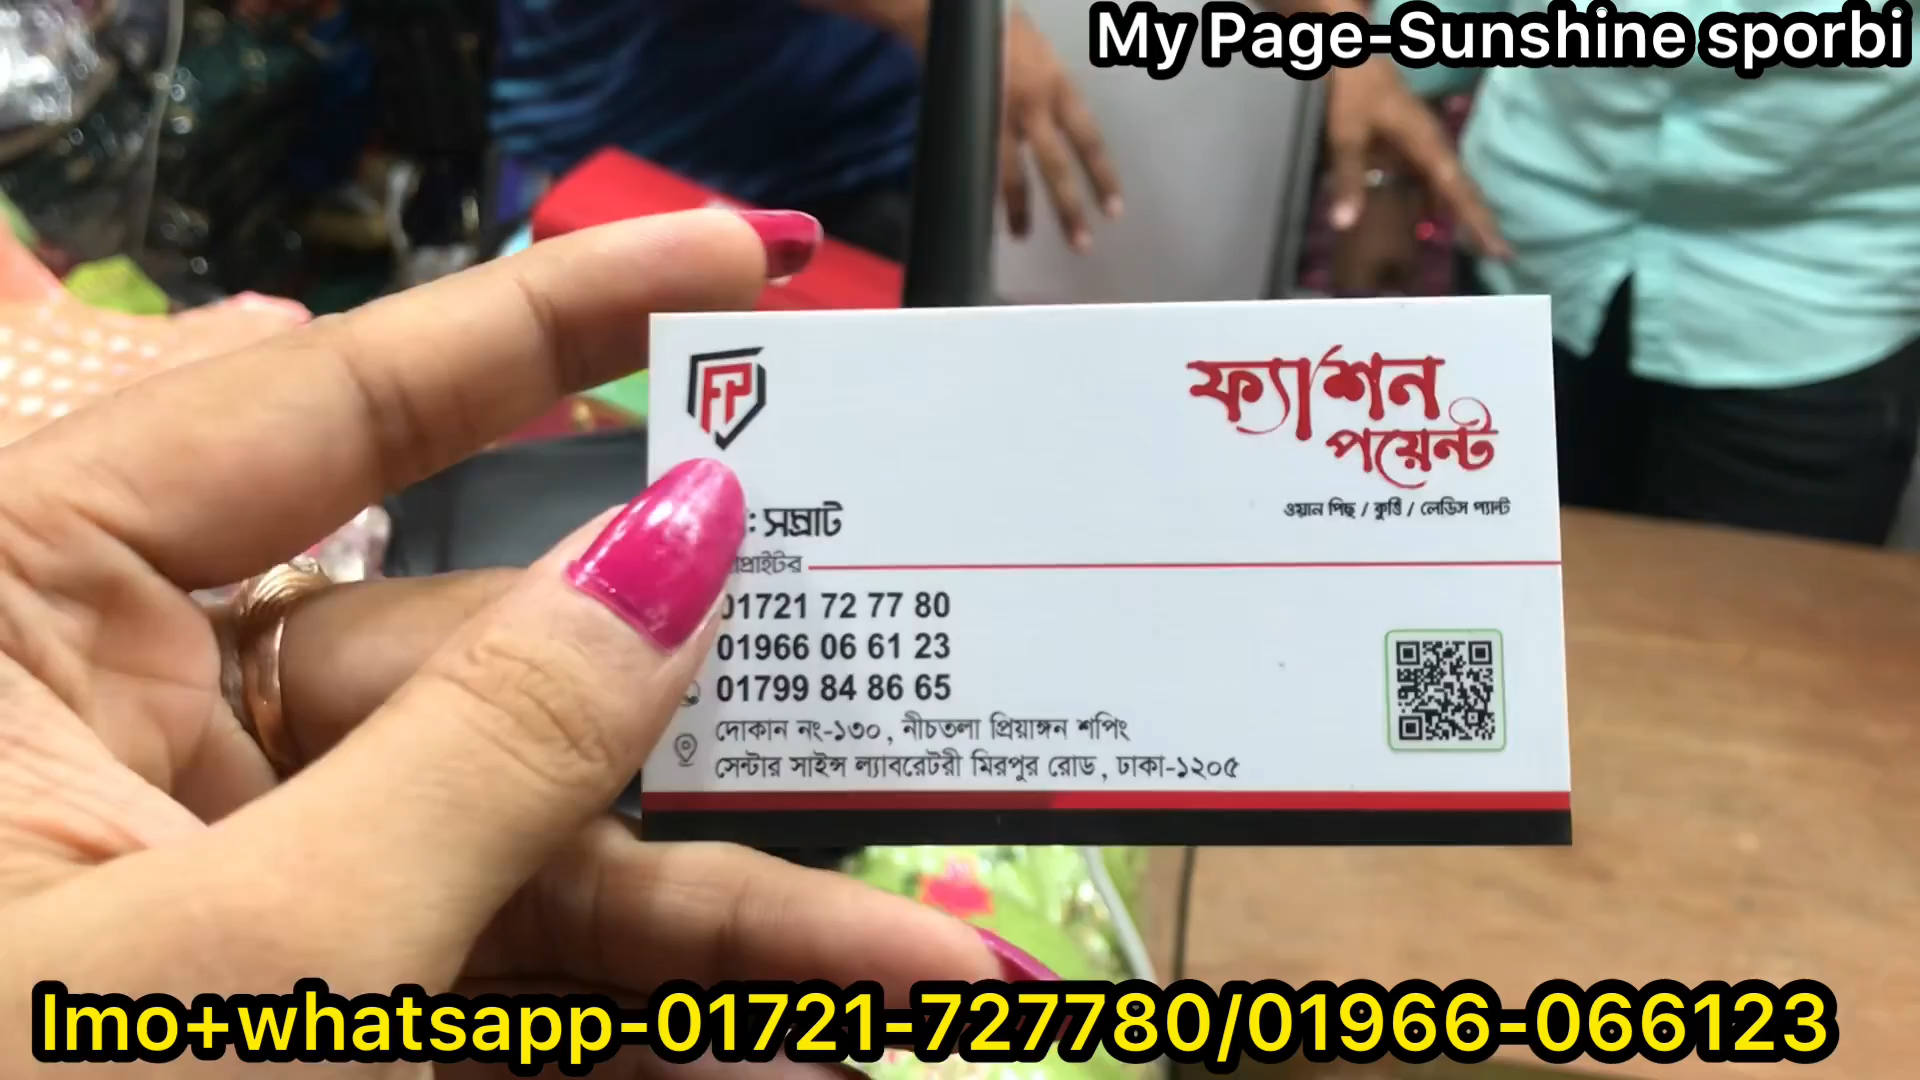 My Page-Sunshine sporbi
FP
ফ্যাশন
পয়েন্ট
ওয়ান পিছ / কুর্তি / লেডিস প্যান্ট
: সম্রাট
প্রাইটর
01721 72 77 80
01966 06 61 23
01799 84 86 65
দোকান নং-১৩০, নীচতলা প্রিয়াঙ্গন শপিং
সেন্টার সাইন্স ল্যাবরেটরী মিরপুর রোড, ঢাকা-১২০৫
Imo+whatsapp-01721-727780/01966-066123